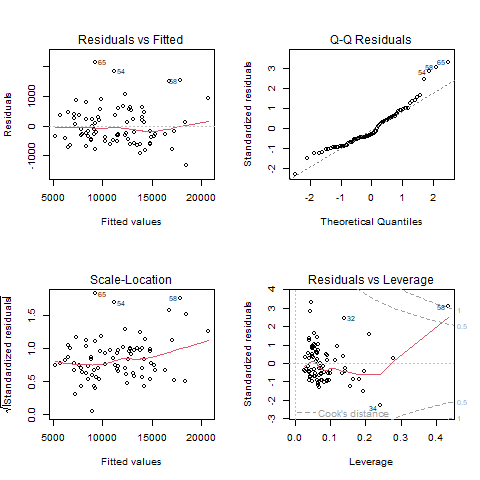 Residuals vs Fitted
Residuals
-1000 0 1000
65
54
58
5000 10000 15000 20000
Fitted values
Q-Q Residuals
Standardized residuals
-2 -1 0 1 2 3
65
58
54
-2 -1 0 1 2
Theoretical Quantiles
Scale-Location
√|Standardized residuals|
0.0 0.5 1.0 1.5
65
58
54
5000 10000 15000 20000
Fitted values
Residuals vs Leverage
Standardized residuals
-3 -2 -1 0 1 2 3 4
58
32
34
1
0.5
0.5
1
Cook's distance
0.0 0.1 0.2 0.3 0.4
Leverage